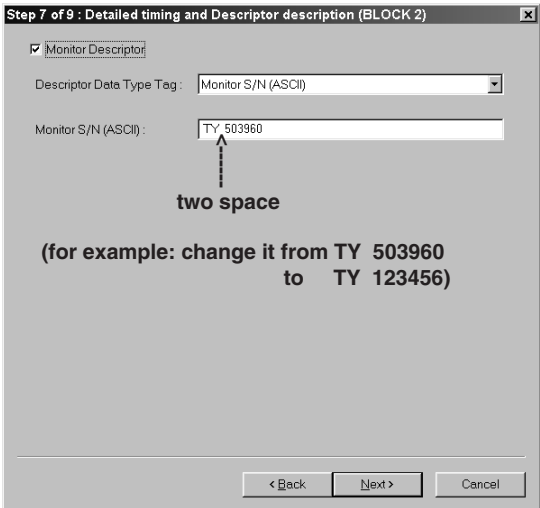 Step 7 of 9 : Detailed timing and Descriptor description (BLOCK 2)
Monitor Descriptor
Descriptor Data Type Tag : Monitor S/N (ASCII)
Monitor S/N (ASCII) : TY  503960
two space
(for example: change it from TY  503960
to TY  123456)
< Back Next > Cancel